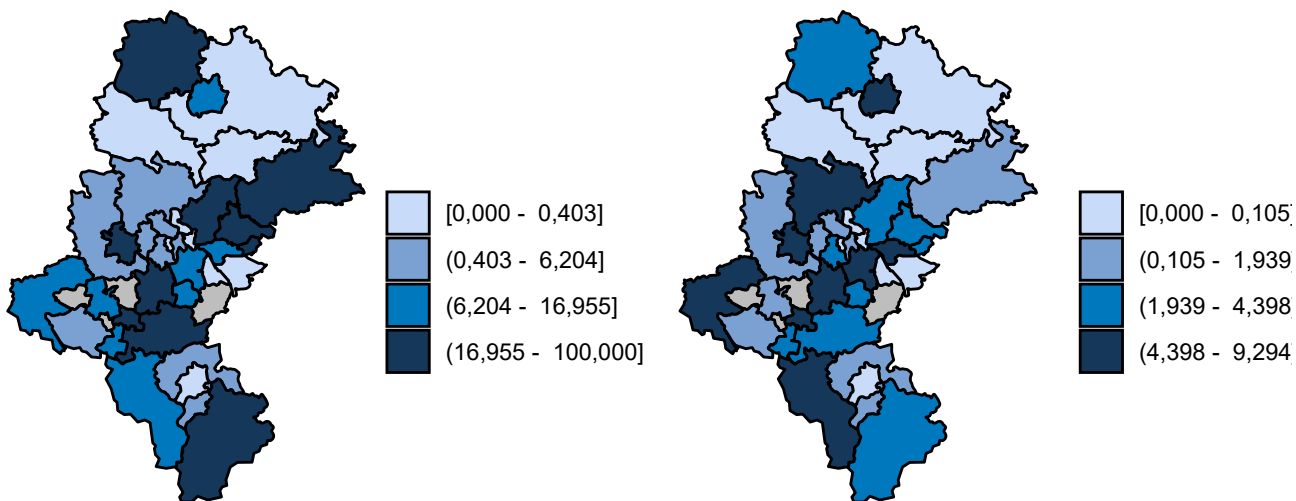 [0,000 - 0,403]
(0,403 - 6,204]
(6,204 - 16,955]
(16,955 - 100,000]
[0,000 - 0,105]
(0,105 - 1,939]
(1,939 - 4,398]
(4,398 - 9,294]